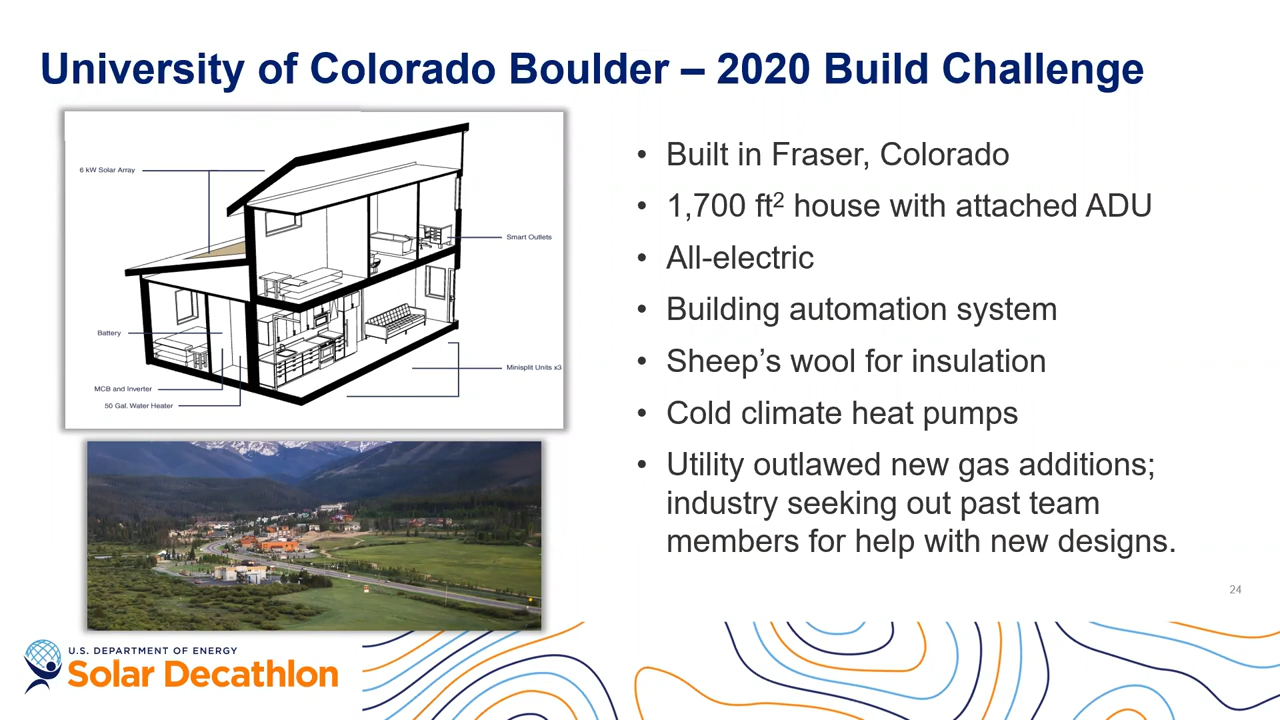 University of Colorado Boulder – 2020 Build Challenge
6 kW Solar Array
Smart Outlets
Battery
Minisplit Units x3
MCB and Inverter
50 Gal. Water Heater
• Built in Fraser, Colorado
• 1,700 ft² house with attached ADU
• All-electric
• Building automation system
• Sheep’s wool for insulation
• Cold climate heat pumps
• Utility outlawed new gas additions;
industry seeking out past team
members for help with new designs.
24
U.S. DEPARTMENT OF ENERGY
Solar Decathlon